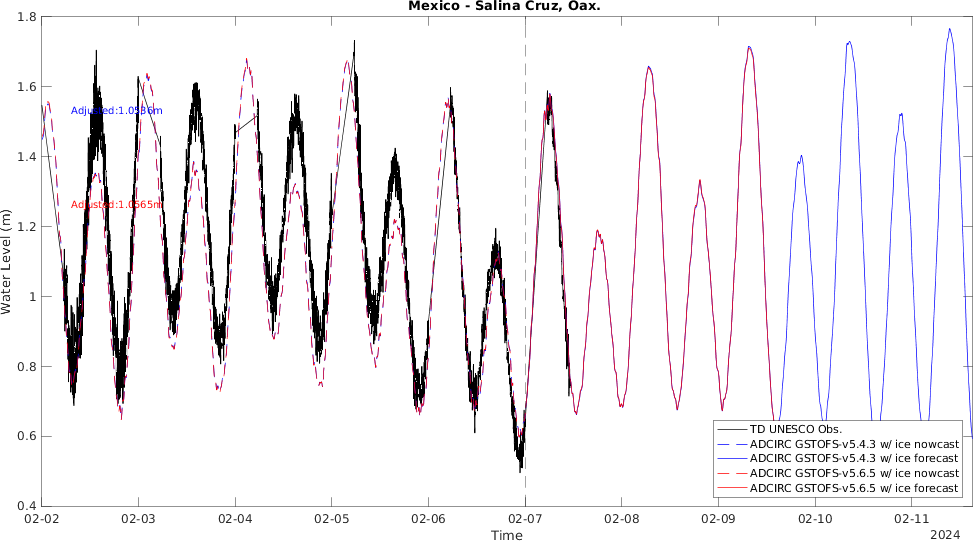 Mexico - Salina Cruz, Oax.
Water Level (m)
1.8
1.6
1.4
1.2
1
0.8
0.6
0.4
Adjusted:1.0536m
Adjusted:1.0565m
TD UNESCO Obs.
ADCIRC GSTOFS-v5.4.3 w/ ice nowcast
ADCIRC GSTOFS-v5.4.3 w/ ice forecast
ADCIRC GSTOFS-v5.6.5 w/ ice nowcast
ADCIRC GSTOFS-v5.6.5 w/ ice forecast
02-02 02-03 02-04 02-05 02-06 02-07 02-08 02-09 02-10 02-11
Time
2024